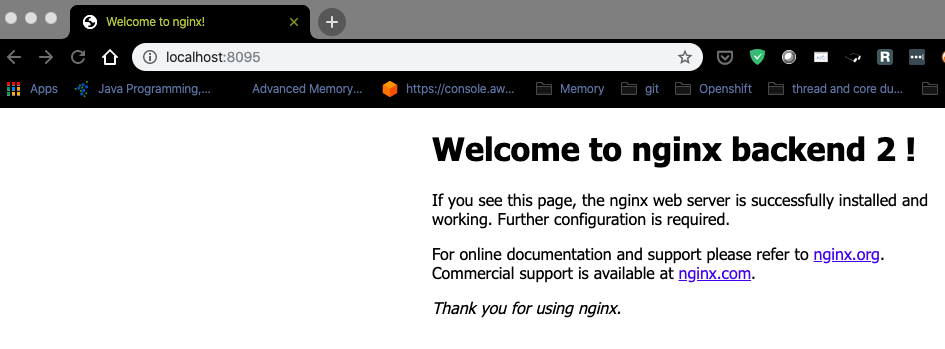 Welcome to nginx!
localhost:8095
Apps Java Programming,... Advanced Memory... https://console.aw... Memory git Openshift thread and core du...
Welcome to nginx backend 2 !
If you see this page, the nginx web server is successfully installed and
working. Further configuration is required.
For online documentation and support please refer to nginx.org.
Commercial support is available at nginx.com.
Thank you for using nginx.